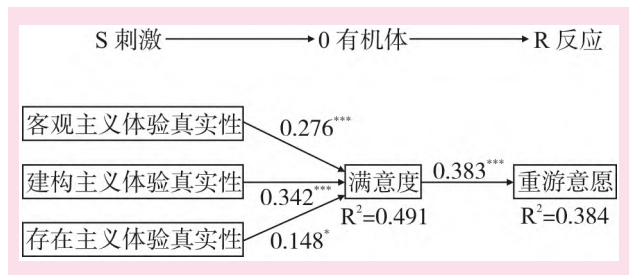 S 刺激 0 有机体 R 反应
客观主义体验真实性 0.276***
建构主义体验真实性 0.342*** 满意度 0.383*** 重游意愿
R²=0.491 R²=0.384
存在主义体验真实性 0.148*